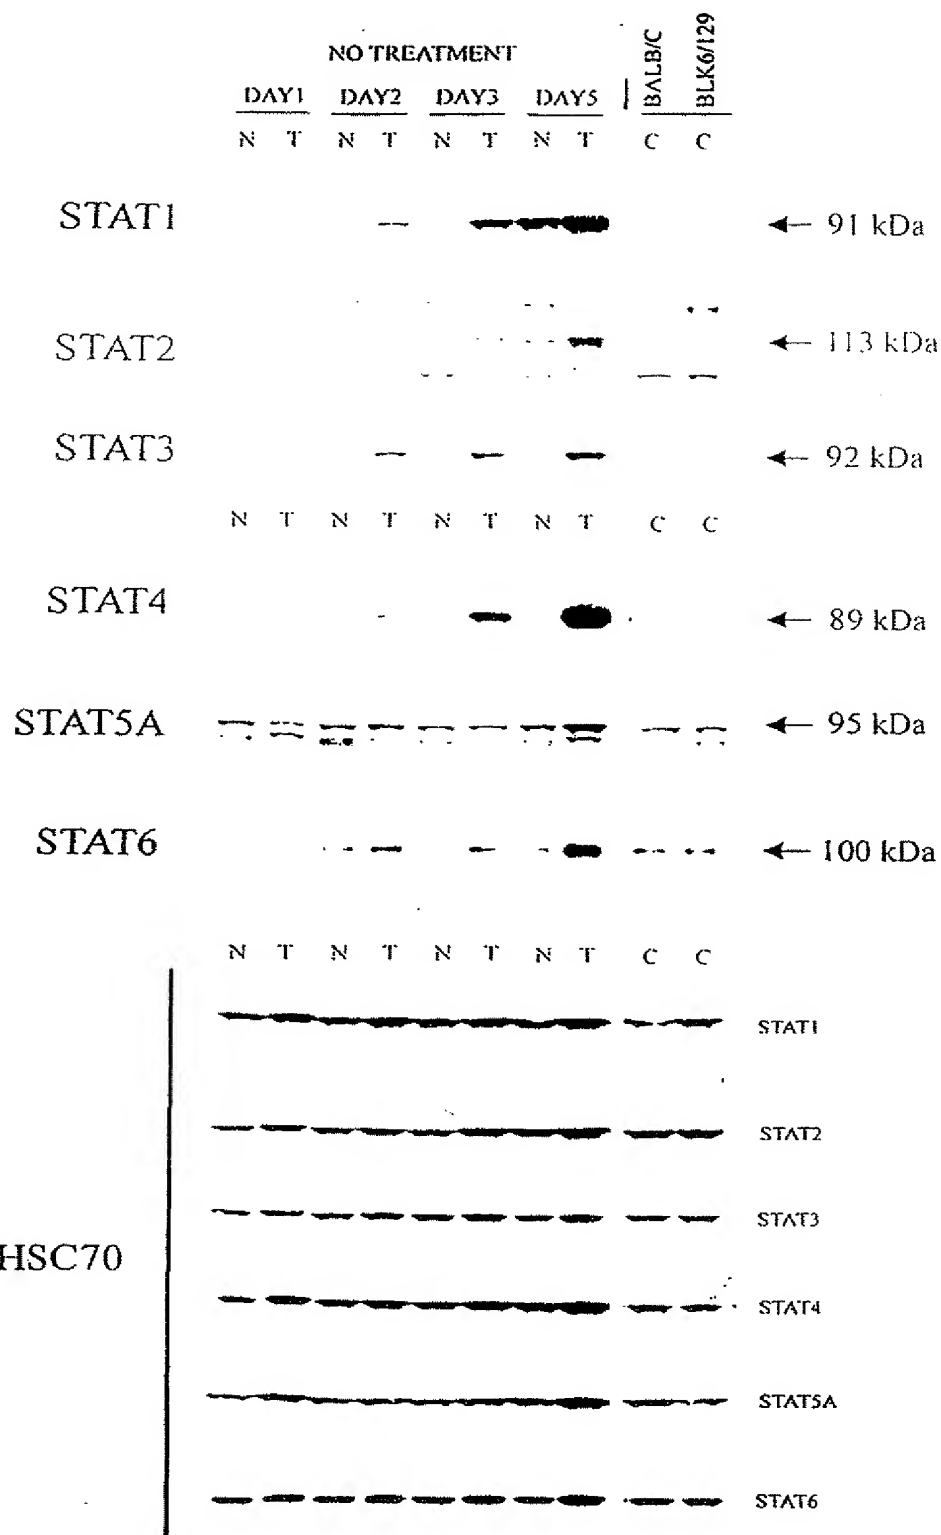 NO TREATMENT
DAY1 DAY2 DAY3 DAY5 BALB/C BLK6/129
N T N T N T N T C C
STAT1 91 kDa
STAT2 113 kDa
STAT3 92 kDa
N T N T N T N T C C
STAT4 89 kDa
STAT5A 95 kDa
STAT6 100 kDa
N T N T N T N T C C
STAT1
STAT2
STAT3
HSC70
STAT4
STAT5A
STAT6